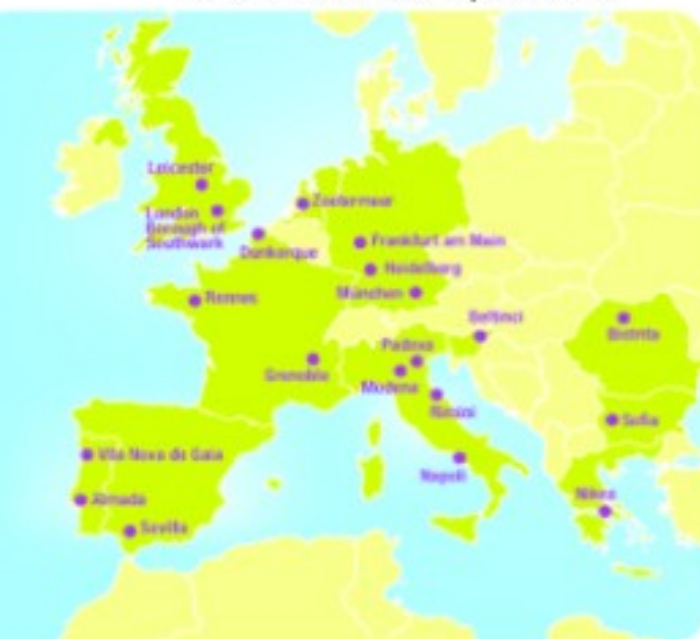 Leicester
London
Borough of
Southwark
Zoetermeer
Dunkerque
Frankfurt am Main
Heidelberg
München
Rennes
Beltinci
Bistrita
Padova
Grenoble
Modena
Rimini
Sofia
Vila Nova de Gaia
Napoli
Almada
Nikea
Sevilla